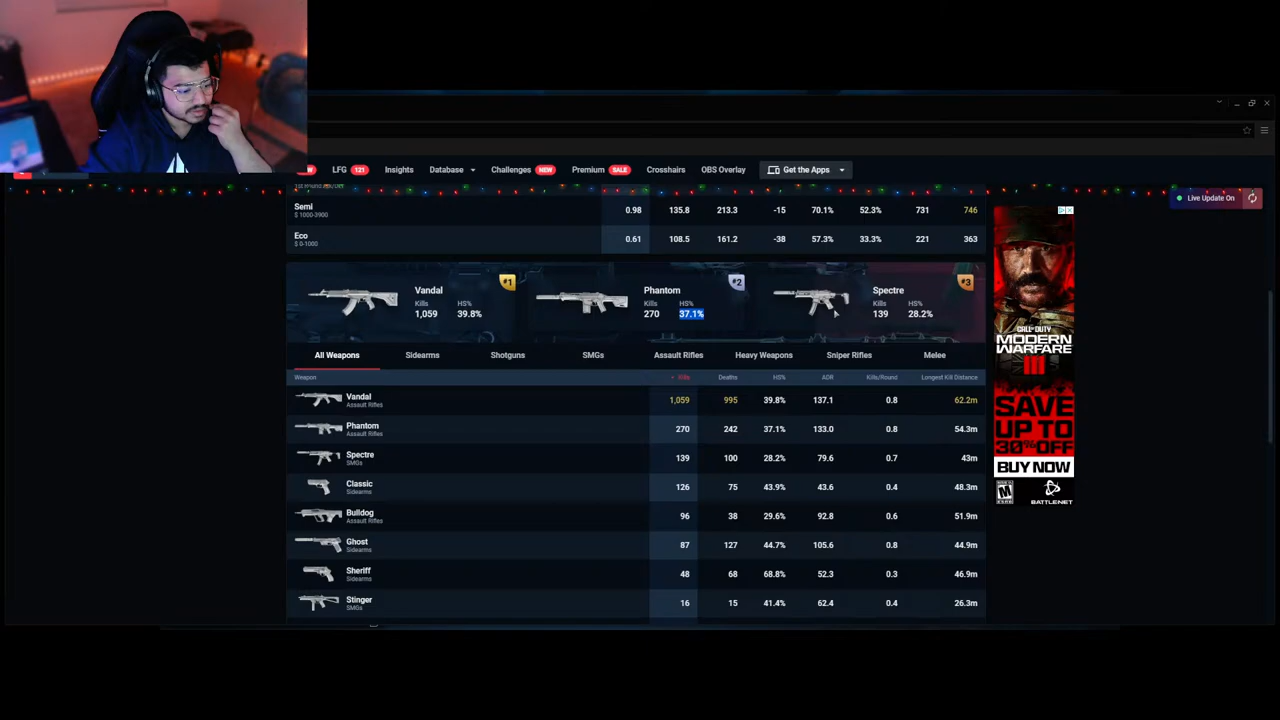 LFG 121 Insights Database Challenges NEW Premium SALE Crosshairs OBS Overlay Get the Apps
Live Update On
Semi 0.98 135.8 213.3 -15 70.1% 52.3% 731 746
$ 1000-3900
Eco 0.61 108.5 161.2 -38 57.3% 33.3% 221 363
$ 0-1000
Vandal #1 Phantom #2 Spectre #3
Kills HS% Kills HS% Kills HS%
1,059 39.8% 270 37.1% 139 28.2%
All Weapons Sidearms Shotguns SMGs Assault Rifles Heavy Weapons Sniper Rifles Melee
Weapon Kills Deaths HS% ADR Kills/Round Longest Kill Distance
Vandal 1,059 995 39.8% 137.1 0.8 62.2m
Assault Rifles
Phantom 270 242 37.1% 133.0 0.8 54.3m
Assault Rifles
Spectre 139 100 28.2% 79.6 0.7 43m
SMGs
Classic 126 75 43.9% 43.6 0.4 48.3m
Sidearms
Bulldog 96 38 29.6% 92.8 0.6 51.9m
Assault Rifles
Ghost 87 127 44.7% 105.6 0.8 44.9m
Sidearms
Sheriff 48 68 68.8% 52.3 0.3 46.9m
Sidearms
Stinger 16 15 41.4% 62.4 0.4 26.3m
SMGs
CALL OF DUTY
MODERN
WARFARE
III
SAVE
UP TO
30% OFF
BUY NOW
BATTLE.NET